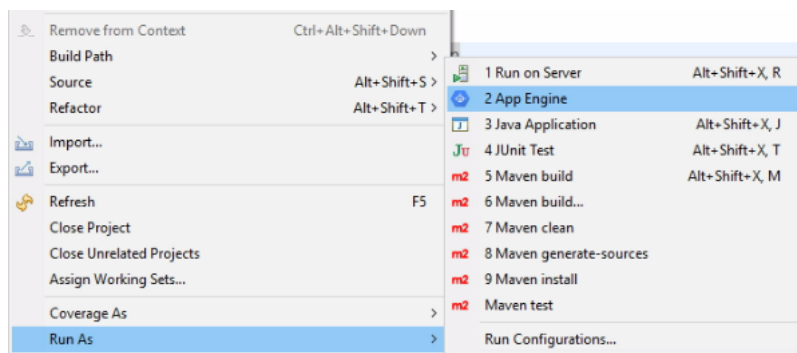 Remove from Context Ctrl+Alt+Shift+Down
Build Path >
Source Alt+Shift+S >
Refactor Alt+Shift+T >
Import...
Export...
Refresh F5
Close Project
Close Unrelated Projects
Assign Working Sets...
Coverage As >
Run As >
1 Run on Server Alt+Shift+X, R
2 App Engine
3 Java Application Alt+Shift+X, J
4 JUnit Test Alt+Shift+X, T
5 Maven build Alt+Shift+X, M
6 Maven build...
7 Maven clean
8 Maven generate-sources
9 Maven install
Maven test
Run Configurations...